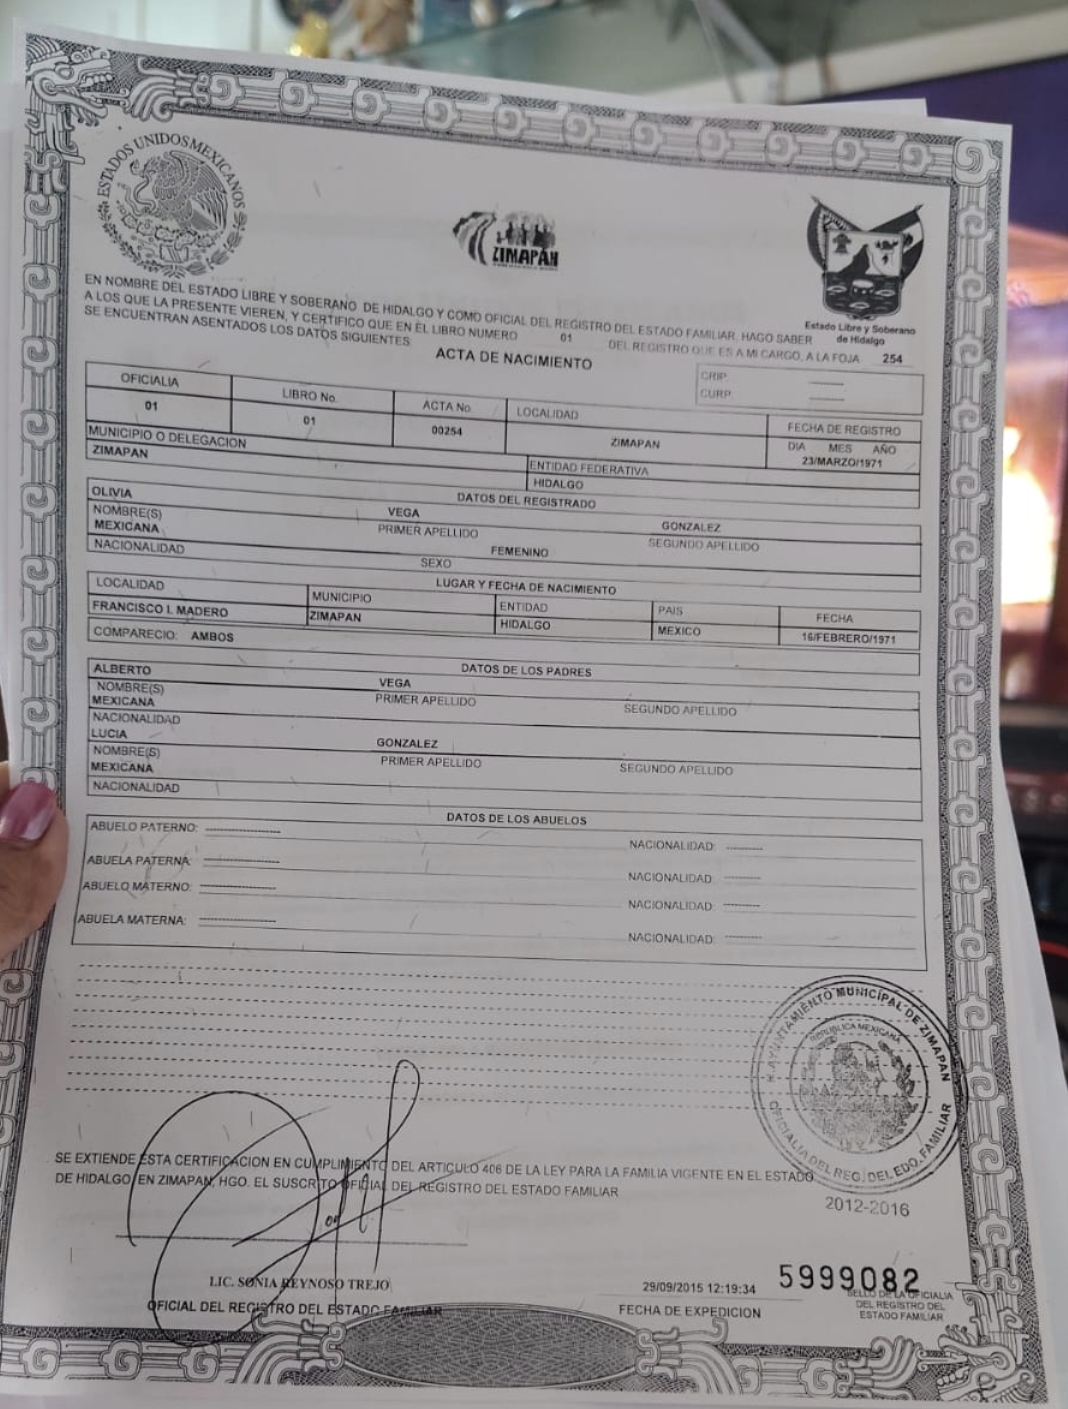 ESTADOS UNIDOS MEXICANOS
ZIMAPÁN
Estado Libre y Soberano
de Hidalgo
EN NOMBRE DEL ESTADO LIBRE Y SOBERANO DE HIDALGO Y COMO OFICIAL DEL REGISTRO DEL ESTADO FAMILIAR, HAGO SABER
A LOS QUE LA PRESENTE VIEREN, Y CERTIFICO QUE EN EL LIBRO NUMERO 01 DEL REGISTRO QUE ES A MI CARGO, A LA FOJA 254
SE ENCUENTRAN ASENTADOS LOS DATOS SIGUIENTES
ACTA DE NACIMIENTO
CRIP. --------
CURP. --------
OFICIALIA LIBRO No. ACTA No. LOCALIDAD FECHA DE REGISTRO
01 01 00254 ZIMAPAN DIA MES AÑO
23/MARZO/1971
MUNICIPIO O DELEGACION ENTIDAD FEDERATIVA
ZIMAPAN HIDALGO
DATOS DEL REGISTRADO
OLIVIA VEGA GONZALEZ
NOMBRE(S) PRIMER APELLIDO SEGUNDO APELLIDO
MEXICANA FEMENINO
NACIONALIDAD SEXO
LUGAR Y FECHA DE NACIMIENTO
LOCALIDAD MUNICIPIO ENTIDAD PAIS FECHA
FRANCISCO I. MADERO ZIMAPAN HIDALGO MEXICO 16/FEBRERO/1971
COMPARECIO: AMBOS
DATOS DE LOS PADRES
ALBERTO VEGA
NOMBRE(S) PRIMER APELLIDO SEGUNDO APELLIDO
MEXICANA
NACIONALIDAD
LUCIA GONZALEZ
NOMBRE(S) PRIMER APELLIDO SEGUNDO APELLIDO
MEXICANA
NACIONALIDAD
DATOS DE LOS ABUELOS
ABUELO PATERNO: ---------------- NACIONALIDAD: --------
ABUELA PATERNA: ---------------- NACIONALIDAD: --------
ABUELO MATERNO: ---------------- NACIONALIDAD: --------
ABUELA MATERNA: ---------------- NACIONALIDAD: --------
H. AYUNTAMIENTO MUNICIPAL DE ZIMAPAN
REPUBLICA MEXICANA
OFICIALIA DEL REG. DEL EDO. FAMILIAR
2012-2016
SE EXTIENDE ESTA CERTIFICACION EN CUMPLIMIENTO DEL ARTICULO 406 DE LA LEY PARA LA FAMILIA VIGENTE EN EL ESTADO
DE HIDALGO, EN ZIMAPAN, HGO. EL SUSCRITO OFICIAL DEL REGISTRO DEL ESTADO FAMILIAR
LIC. SONIA REYNOSO TREJO
OFICIAL DEL REGISTRO DEL ESTADO FAMILIAR
29/09/2015 12:19:34
FECHA DE EXPEDICION
5999082
SELLO DE LA OFICIALIA
DEL REGISTRO DEL
ESTADO FAMILIAR